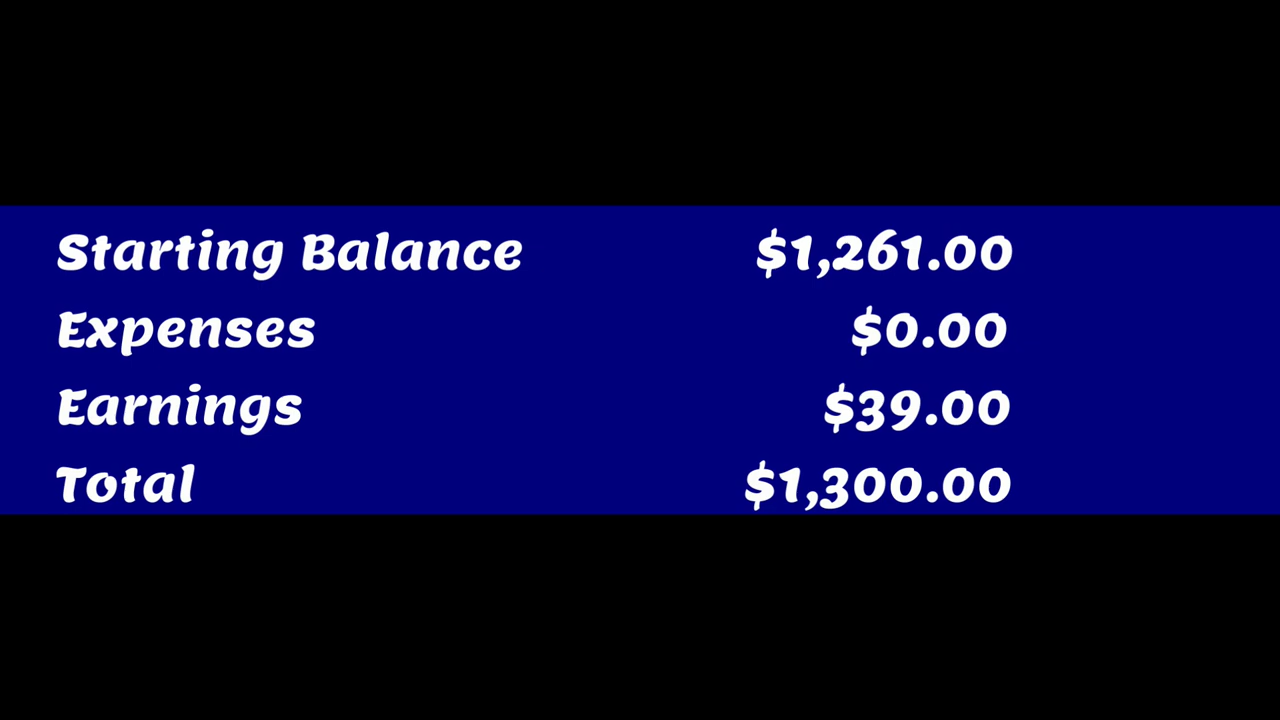 Starting Balance $1,261.00
Expenses $0.00
Earnings $39.00
Total $1,300.00